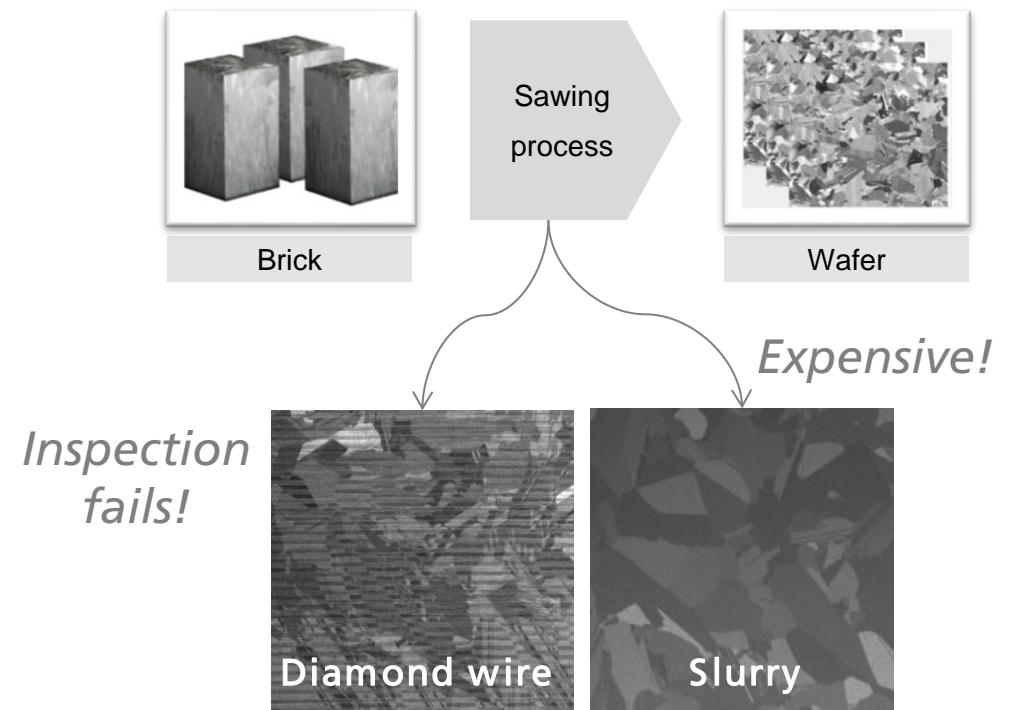 Sawing
process
Brick
Wafer
Expensive!
Inspection
fails!
Diamond wire
Slurry